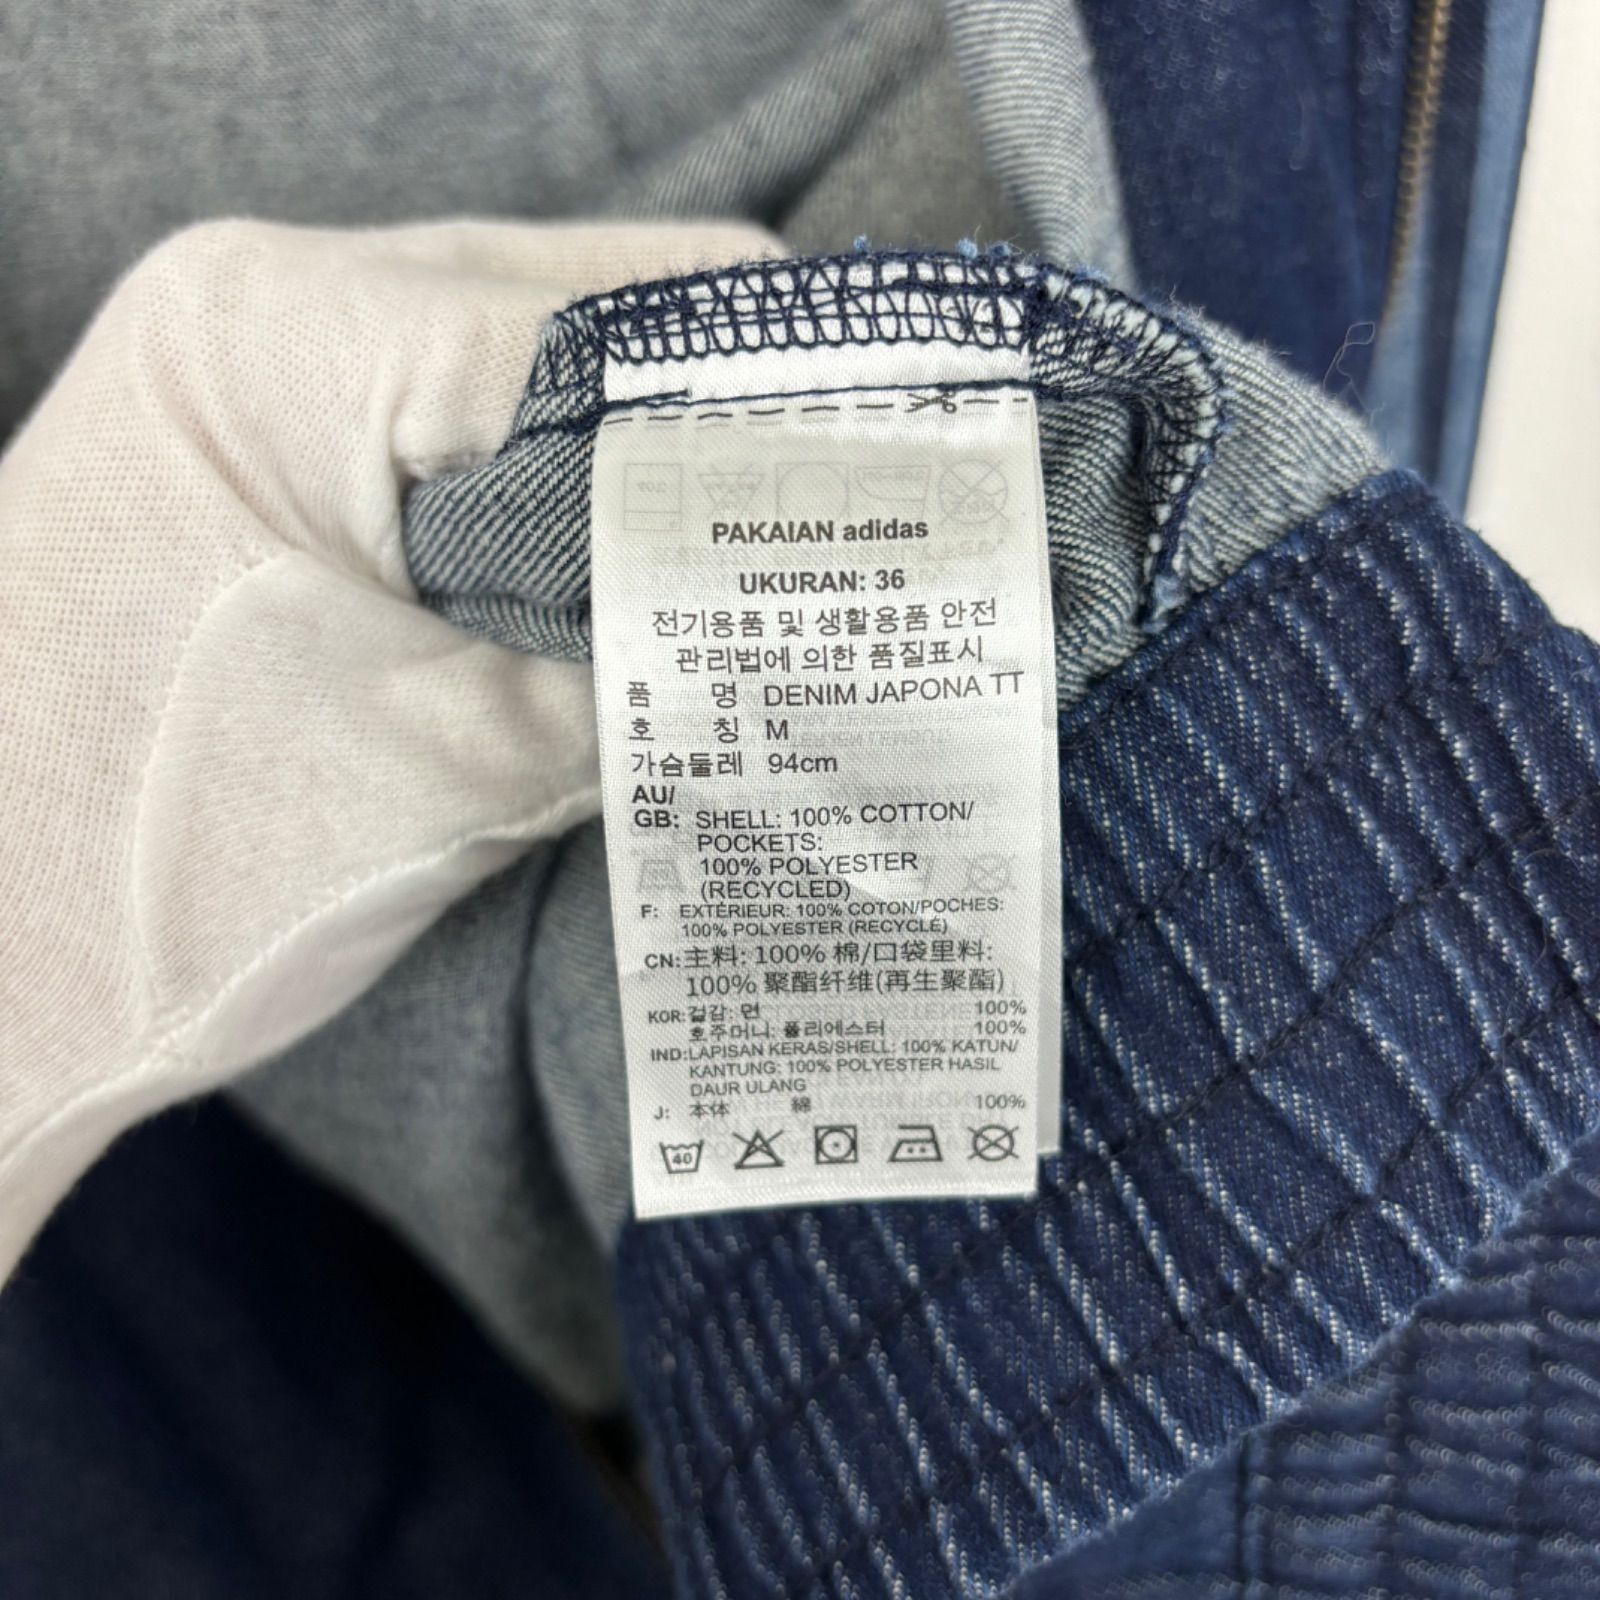 PAKAIAN adidas
UKURAN: 36
전기용품 및 생활용품 안전
관리법에 의한 품질표시
품 명 DENIM JAPONA TT
호 칭 M
가슴둘레 94cm
AU/
GB: SHELL: 100% COTTON/
POCKETS:
100% POLYESTER
(RECYCLED)
F: EXTÉRIEUR: 100% COTON/POCHES:
100% POLYESTER (RECYCLÉ)
CN: 主料: 100% 棉/口袋里料:
100% 聚酯纤维(再生聚酯)
KOR: 겉감: 면 100%
호주머니: 폴리에스터 100%
IND: LAPISAN KERAS/SHELL: 100% KATUN/
KANTUNG: 100% POLYESTER HASIL
DAUR ULANG
J: 本体 綿 100%
40